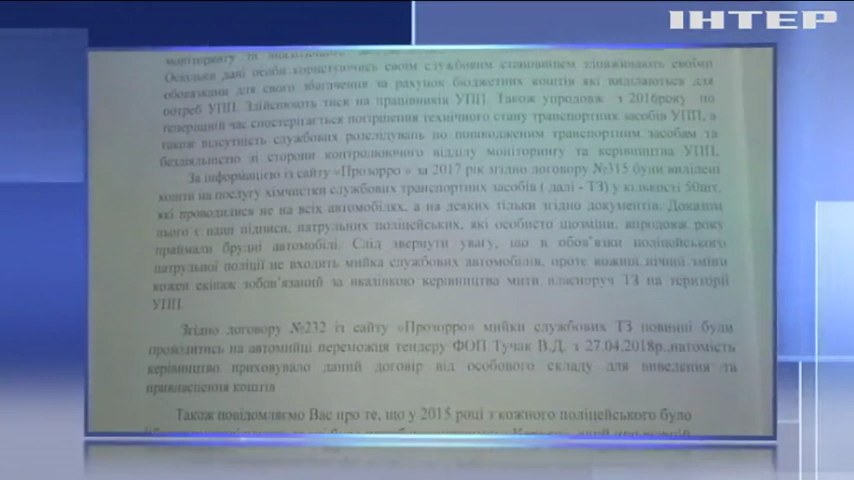 ІНТЕР
моніторингу та
Оскільки дані особи користуючись своїм службовим становищем зловживають своїми
обовязками для свого збагачення за рахунок бюджетних коштів які виділяються для
потреб УПП. Здійснюють тиск на працівників УПП. Також упродовж з 2016року по
теперішній час спостерігається погіршення технічного стану транспортних засобів УПП, а
також відсутність службових розслідувань по пошкодженим транспортним засобам та
бездіяльністю зі сторони контролюючого відділу моніторингу та керівництва УПП.
За інформацією із сайту «Прозорро» за 2017 рік згідно договору №315 були виділені
кошти на послугу хімчистки службових транспортних засобів ( далі - ТЗ) у кількості 50шт.
які проводилися не на всіх автомобілях, а на деяких тільки згідно документів. Доказом
цього є наші підписи, патрульних поліцейських, які особисто щозміни, впродовж року
приймали брудні автомобілі. Слід звернути увагу, що в обов'язки поліцейського
патрульної поліції не входить мийка службових автомобілів, проте кожної нічної зміни
кожен екіпаж зобов'язаний за вказівкою керівництва мити власноруч ТЗ на території
УПП.
Згідно договору №232 із сайту «Прозорро» мийки службових ТЗ повинні були
проводитись на автомийці переможця тендеру ФОП Тучак В.Д. з 27.04.2018р.,натомість
керівництво приховувало даний договір від особового складу для виведення та
привласнення коштів
Також повідомляємо Вас про те, що у 2015 році з кожного поліцейського було